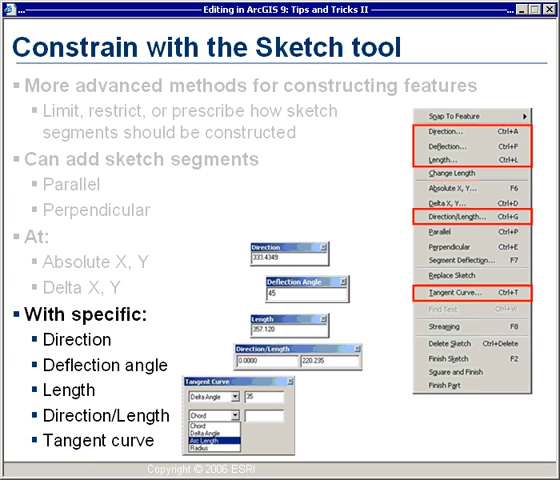 Editing in ArcGIS 9: Tips and Tricks II
Constrain with the Sketch tool
More advanced methods for constructing features
Limit, restrict, or prescribe how sketch
segments should be constructed
Can add sketch segments
Parallel
Perpendicular
At:
Absolute X, Y
Delta X, Y
With specific:
Direction
Deflection angle
Length
Direction/Length
Tangent curve
Direction
333.4349
Deflection Angle
45
Length
357.120
Direction/Length
0.0000 220.235
Tangent Curve
Delta Angle 35
Chord
Chord
Delta Angle
Arc Length
Radius
Snap To Feature
Direction... Ctrl+A
Deflection... Ctrl+F
Length... Ctrl+L
Change Length
Absolute X, Y... F6
Delta X, Y... Ctrl+D
Direction/Length... Ctrl+G
Parallel Ctrl+P
Perpendicular Ctrl+E
Segment Deflection... F7
Replace Sketch
Tangent Curve... Ctrl+T
Find Text Ctrl+W
Streaming F8
Delete Sketch Ctrl+Delete
Finish Sketch F2
Square and Finish
Finish Part
Copyright © 2006 ESRI